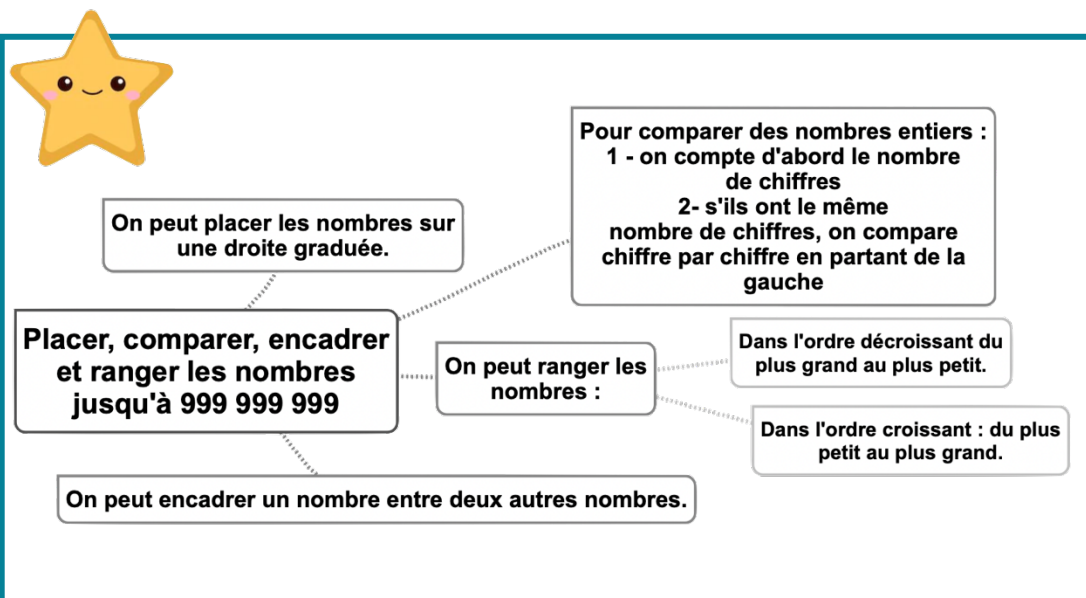 Pour comparer des nombres entiers :
1 - on compte d'abord le nombre
de chiffres
2- s'ils ont le même
nombre de chiffres, on compare
chiffre par chiffre en partant de la
gauche
On peut placer les nombres sur
une droite graduée.
Placer, comparer, encadrer
et ranger les nombres
jusqu'à 999 999 999
On peut ranger les
nombres :
Dans l'ordre décroissant du
plus grand au plus petit.
Dans l'ordre croissant : du plus
petit au plus grand.
On peut encadrer un nombre entre deux autres nombres.